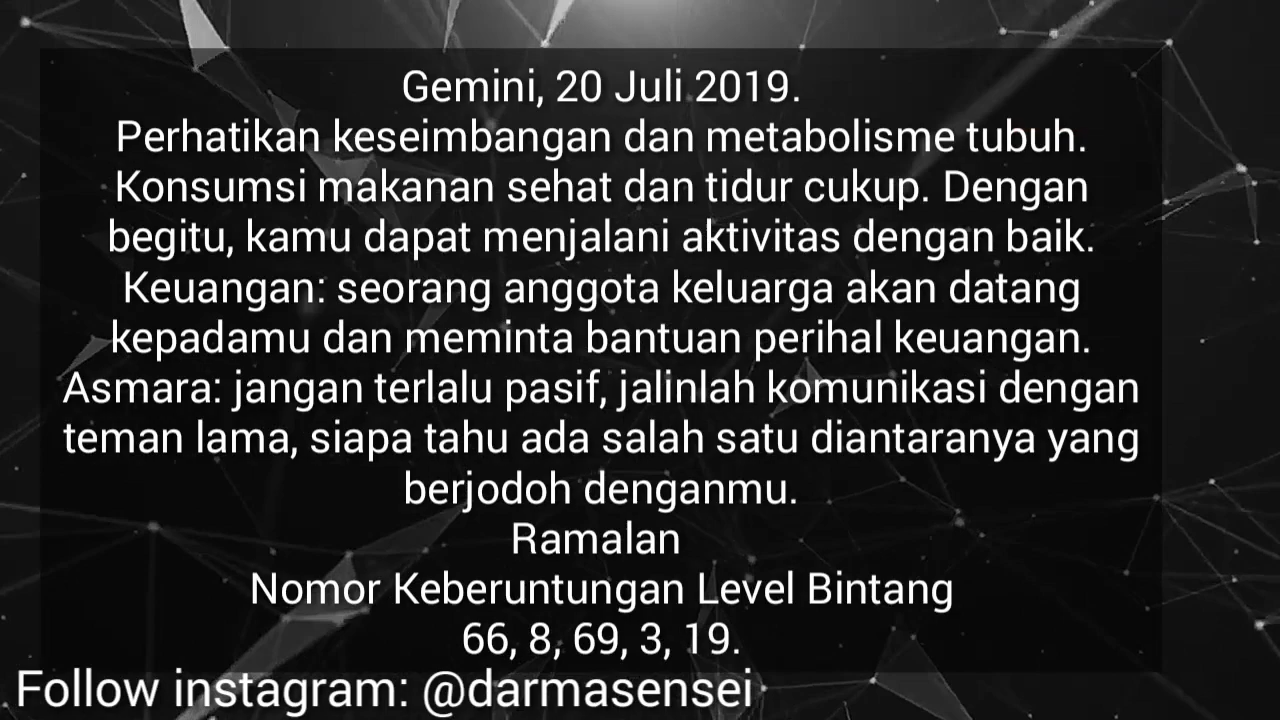 Gemini, 20 Juli 2019.
Perhatikan keseimbangan dan metabolisme tubuh.
Konsumsi makanan sehat dan tidur cukup. Dengan
begitu, kamu dapat menjalani aktivitas dengan baik.
Keuangan: seorang anggota keluarga akan datang
kepadamu dan meminta bantuan perihal keuangan.
Asmara: jangan terlalu pasif, jalinlah komunikasi dengan
teman lama, siapa tahu ada salah satu diantaranya yang
berjodoh denganmu.
Ramalan
Nomor Keberuntungan Level Bintang
66, 8, 69, 3, 19.
Follow instagram: @darmasensei